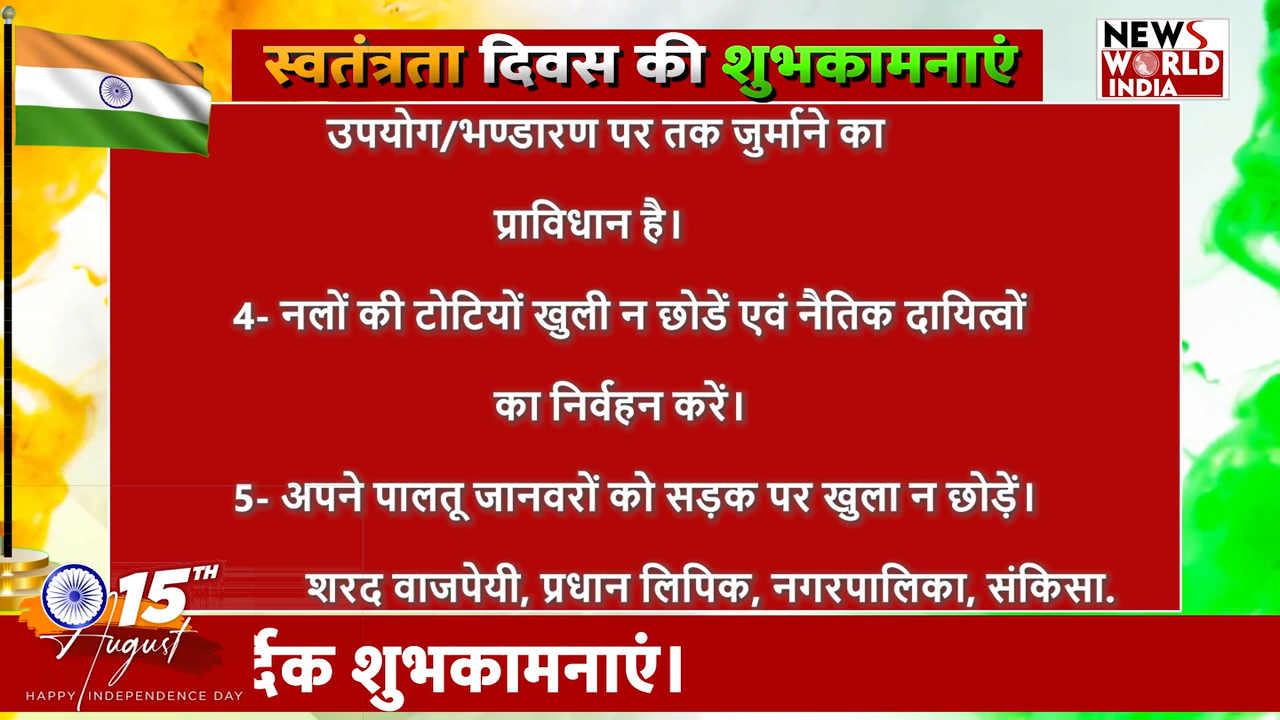 स्वतंत्रता दिवस की शुभकामनाएं
NEWS
WORLD
INDIA
उपयोग/भण्डारण पर तक जुर्माने का
प्राविधान है।
4- नलों की टोटियों खुली न छोडें एवं नैतिक दायित्वों
का निर्वहन करें।
5- अपने पालतू जानवरों को सड़क पर खुला न छोड़ें।
शरद वाजपेयी, प्रधान लिपिक, नगरपालिका, संकिसा.
15TH
August
HAPPY INDEPENDENCE DAY
र्दिक शुभकामनाएं।